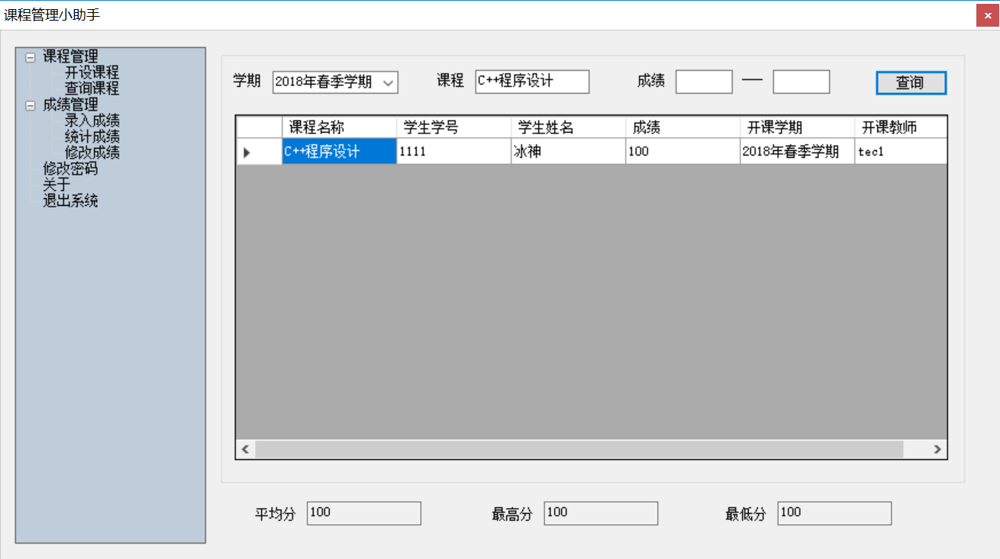 课程管理小助手
课程管理
开设课程
查询课程
成绩管理
录入成绩
统计成绩
修改成绩
修改密码
关于
退出系统
学期 2018年春季学期 课程 C++程序设计 成绩 — 查询
课程名称 学生学号 学生姓名 成绩 开课学期 开课教师
C++程序设计 1111 冰神 100 2018年春季学期 tec1
平均分 100 最高分 100 最低分 100